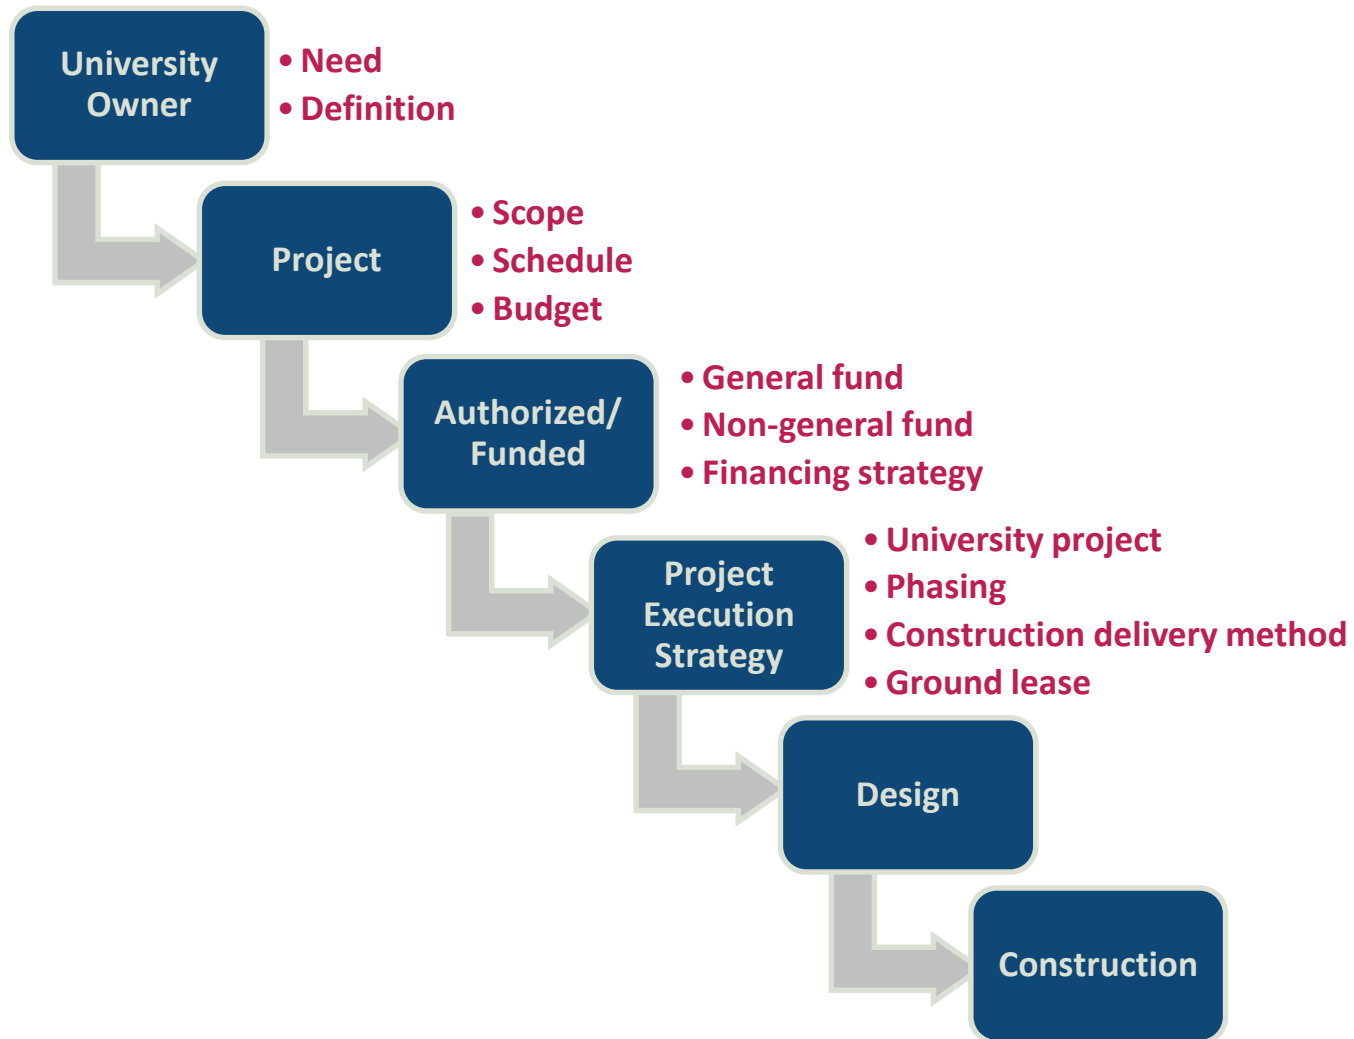 University
Owner
• Need
• Definition
Project
• Scope
• Schedule
• Budget
Authorized/
Funded
• General fund
• Non-general fund
• Financing strategy
Project
Execution
Strategy
• University project
• Phasing
• Construction delivery method
• Ground lease
Design
Construction